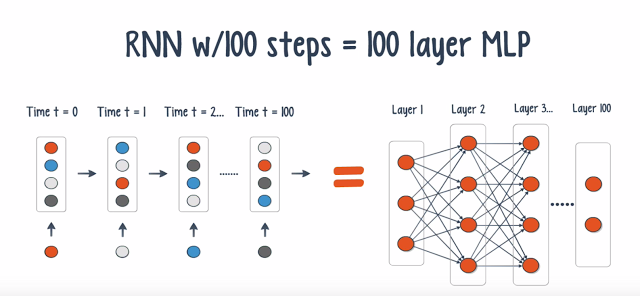 RNN w/100 steps = 100 layer MLP
Time t = 0 Time t = 1 Time t = 2... Time t = 100
Layer 1 Layer 2 Layer 3... Layer 100